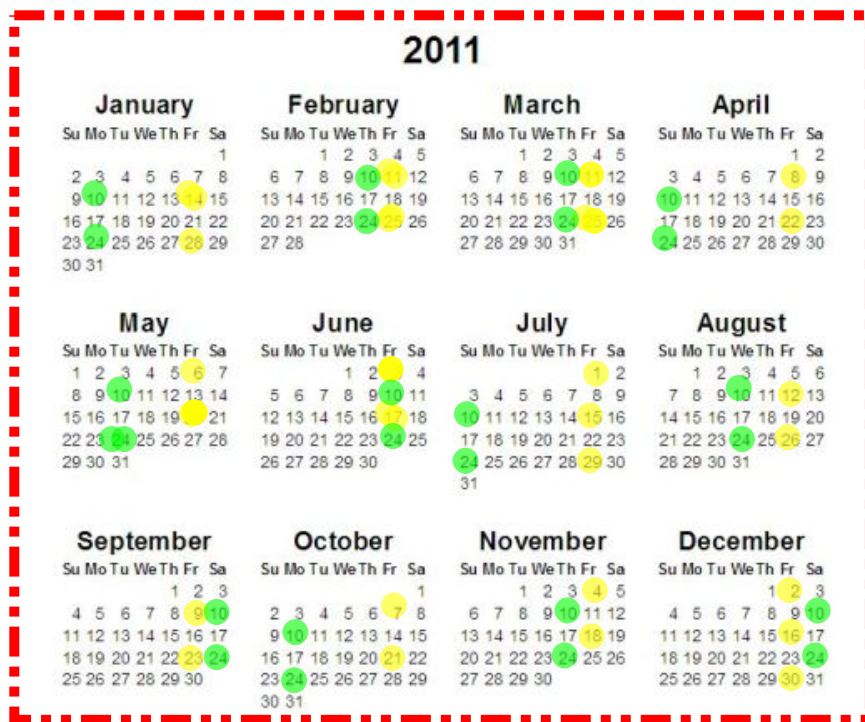 2011
January
Su Mo Tu We Th Fr Sa
1
2 3 4 5 6 7 8
9 10 11 12 13 14 15
16 17 18 19 20 21 22
23 24 25 26 27 28 29
30 31
February
Su Mo Tu We Th Fr Sa
1 2 3 4 5
6 7 8 9 10 11 12
13 14 15 16 17 18 19
20 21 22 23 24 25 26
27 28
March
Su Mo Tu We Th Fr Sa
1 2 3 4 5
6 7 8 9 10 11 12
13 14 15 16 17 18 19
20 21 22 23 24 25 26
27 28 29 30 31
April
Su Mo Tu We Th Fr Sa
1 2
3 4 5 6 7 8 9
10 11 12 13 14 15 16
17 18 19 20 21 22 23
24 25 26 27 28 29 30
May
Su Mo Tu We Th Fr Sa
1 2 3 4 5 6 7
8 9 10 11 12 13 14
15 16 17 18 19 21
22 23 24 25 26 27 28
29 30 31
June
Su Mo Tu We Th Fr Sa
1 2 4
5 6 7 8 9 10 11
12 13 14 15 16 17 18
19 20 21 22 23 24 25
26 27 28 29 30
July
Su Mo Tu We Th Fr Sa
1 2
3 4 5 6 7 8 9
10 11 12 13 14 15 16
17 18 19 20 21 22 23
24 25 26 27 28 29 30
31
August
Su Mo Tu We Th Fr Sa
1 2 3 4 5 6
7 8 9 10 11 12 13
14 15 16 17 18 19 20
21 22 23 24 25 26 27
28 29 30 31
September
Su Mo Tu We Th Fr Sa
1 2 3
4 5 6 7 8 9 10
11 12 13 14 15 16 17
18 19 20 21 22 23 24
25 26 27 28 29 30
October
Su Mo Tu We Th Fr Sa
1
2 3 4 5 6 7 8
9 10 11 12 13 14 15
16 17 18 19 20 21 22
23 24 25 26 27 28 29
30 31
November
Su Mo Tu We Th Fr Sa
1 2 3 4 5
6 7 8 9 10 11 12
13 14 15 16 17 18 19
20 21 22 23 24 25 26
27 28 29 30
December
Su Mo Tu We Th Fr Sa
1 2 3
4 5 6 7 8 9 10
11 12 13 14 15 16 17
18 19 20 21 22 23 24
25 26 27 28 29 30 31